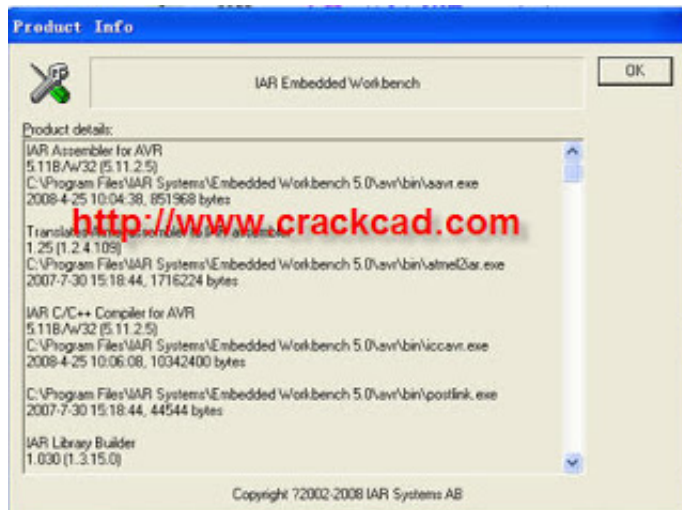 Product Info
IAR Embedded Workbench
OK
Product details:
IAR Assembler for AVR
5.11B/W32 (5.11.2.5)
C:\Program Files\IAR Systems\Embedded Workbench 5.0\avr\bin\aavr.exe
2008-4-25 10:04:38, 851968 bytes
http://www.crackcad.com
assembler
1.25 (1.2.4.109)
C:\Program Files\IAR Systems\Embedded Workbench 5.0\avr\bin\atmel2iar.exe
2007-7-30 15:18:44, 1716224 bytes
IAR C/C++ Compiler for AVR
5.11B/W32 (5.11.2.5)
C:\Program Files\IAR Systems\Embedded Workbench 5.0\avr\bin\iccavr.exe
2008-4-25 10:06:08, 10342400 bytes
C:\Program Files\IAR Systems\Embedded Workbench 5.0\avr\bin\postlink.exe
2007-7-30 15:18:44, 44544 bytes
IAR Library Builder
1.030 (1.3.15.0)
Copyright ?2002-2008 IAR Systems AB